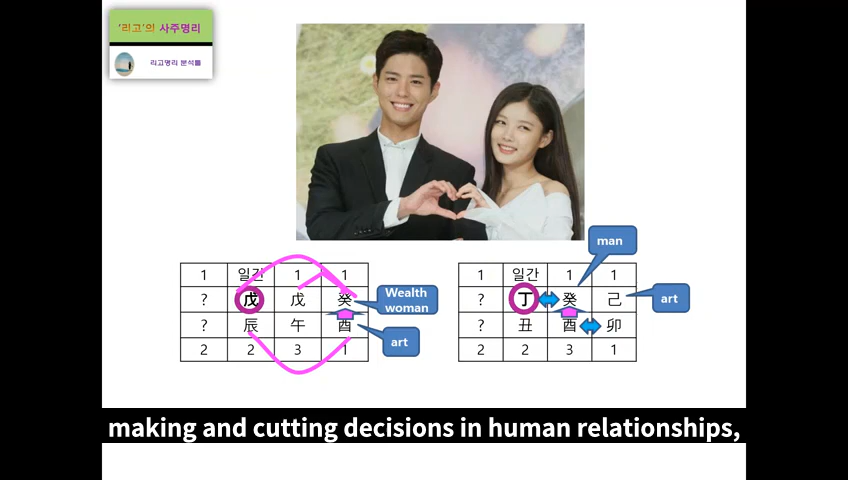 '리고'의 사주명리
리고명리 분석틀
man
1 일간 1 1
? 戊 戊 癸
? 辰 午 酉
2 2 3 1
Wealth
woman
art
1 일간 1 1
? 丁 癸 己
? 丑 酉 卯
2 2 3 1
art
making and cutting decisions in human relationships,